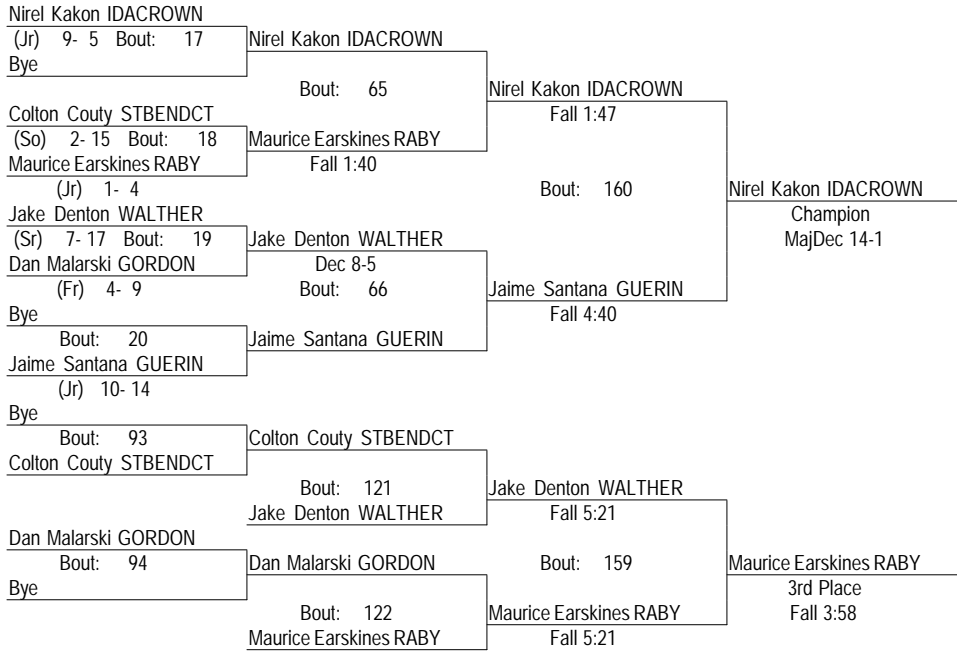 Nirel Kakon IDACROWN
(Jr) 9- 5 Bout: 17
Nirel Kakon IDACROWN
Bye
Bout: 65
Nirel Kakon IDACROWN
Colton Couty STBENDCT
Fall 1:47
(So) 2- 15 Bout: 18
Maurice Earskines RABY
Maurice Earskines RABY
Fall 1:40
(Jr) 1- 4
Bout: 160
Nirel Kakon IDACROWN
Jake Denton WALTHER
Champion
(Sr) 7- 17 Bout: 19
Jake Denton WALTHER
MajDec 14-1
Dan Malarski GORDON
Dec 8-5
(Fr) 4- 9
Bout: 66
Jaime Santana GUERIN
Bye
Fall 4:40
Bout: 20
Jaime Santana GUERIN
Jaime Santana GUERIN
(Jr) 10- 14
Bye
Bout: 93
Colton Couty STBENDCT
Colton Couty STBENDCT
Bout: 121
Jake Denton WALTHER
Jake Denton WALTHER
Fall 5:21
Dan Malarski GORDON
Bout: 94
Dan Malarski GORDON
Bout: 159
Maurice Earskines RABY
Bye
3rd Place
Bout: 122
Maurice Earskines RABY
Fall 3:58
Maurice Earskines RABY
Fall 5:21